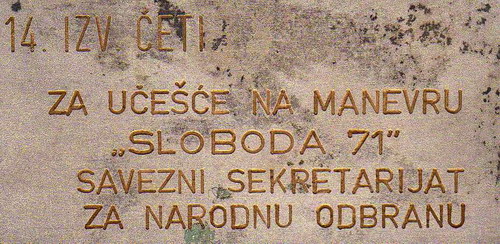 14. IZV ČETI
ZA UČEŠĆE NA MANEVRU
„SLOBODA 71”
SAVEZNI SEKRETARIJAT
ZA NARODNU ODBRANU